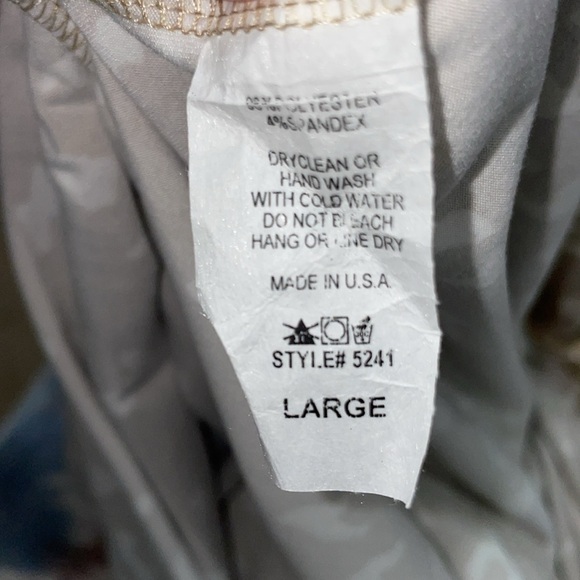 96%POLYESTER
4%SPANDEX
DRYCLEAN OR
HAND WASH
WITH COLD WATER
DO NOT BLEACH
HANG OR LINE DRY
MADE IN U.S.A.
STYLE# 5241
LARGE